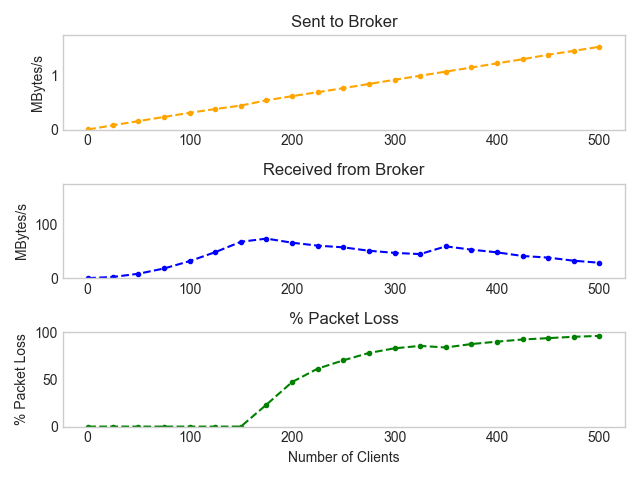 Sent to Broker
MBytes/s
1
0
0 100 200 300 400 500
Received from Broker
MBytes/s
100
0
0 100 200 300 400 500
% Packet Loss
% Packet Loss
100
50
0
0 100 200 300 400 500
Number of Clients